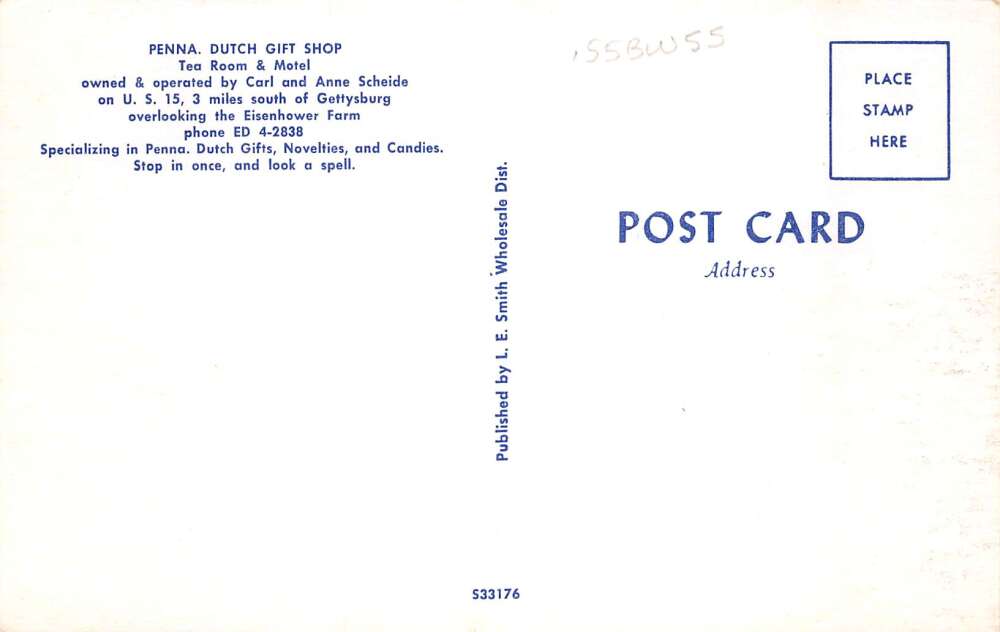 PENNA. DUTCH GIFT SHOP
Tea Room & Motel
owned & operated by Carl and Anne Scheide
on U. S. 15, 3 miles south of Gettysburg
overlooking the Eisenhower Farm
phone ED 4-2838
Specializing in Penna. Dutch Gifts, Novelties, and Candies.
Stop in once, and look a spell.
Published by L. E. Smith Wholesale Dist.
S33176
55BW55
PLACE
STAMP
HERE
POST CARD
Address